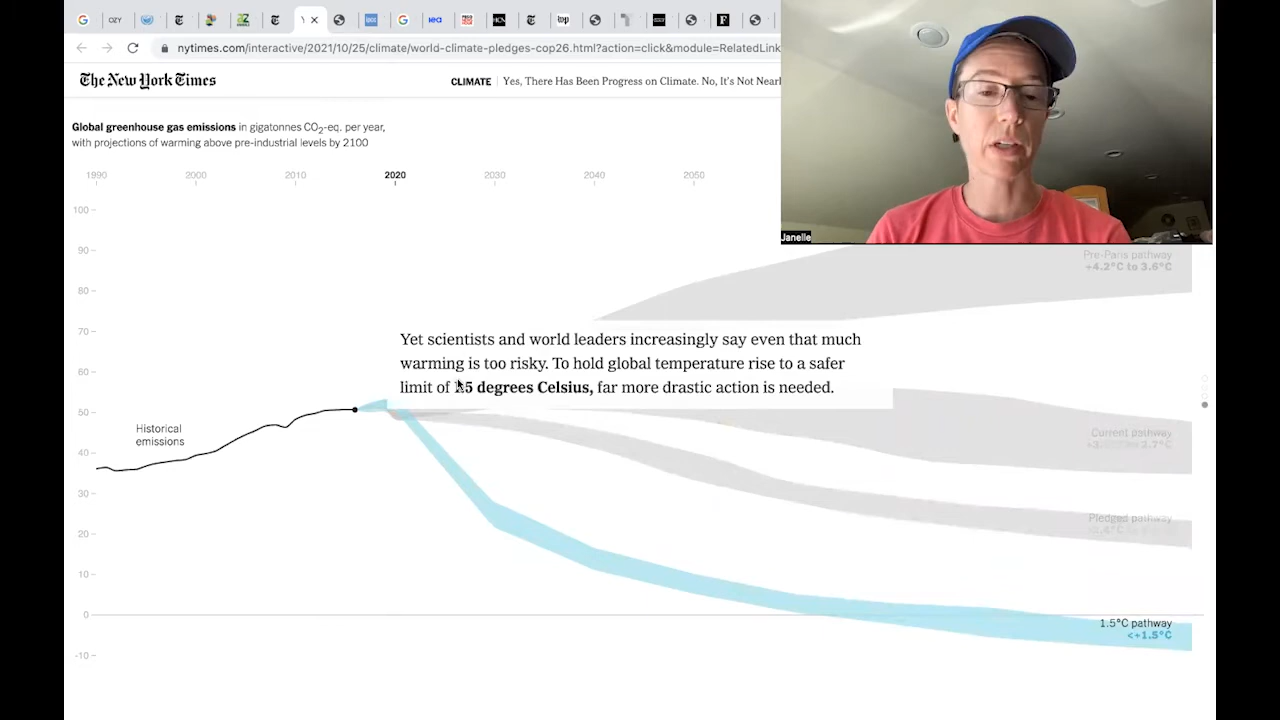 OZY
nytimes.com/interactive/2021/10/25/climate/world-climate-pledges-cop26.html?action=click&module=RelatedLink
The New York Times
CLIMATE Yes, There Has Been Progress on Climate. No, It's Not
Global greenhouse gas emissions in gigatonnes CO2-eq. per year,
with projections of warming above pre-industrial levels by 2100
1990 2000 2010 2020 2030 2040 2050
100
90
80
70
60
50
40
30
20
10
0
-10
Janelle
Pre-Paris pathway
+4.2°C to 3.6°C
Yet scientists and world leaders increasingly say even that much
warming is too risky. To hold global temperature rise to a safer
limit of 1.5 degrees Celsius, far more drastic action is needed.
Historical
emissions
Current pathway
2.7°C
Pledged pathway
1.5°C pathway
<+1.5°C